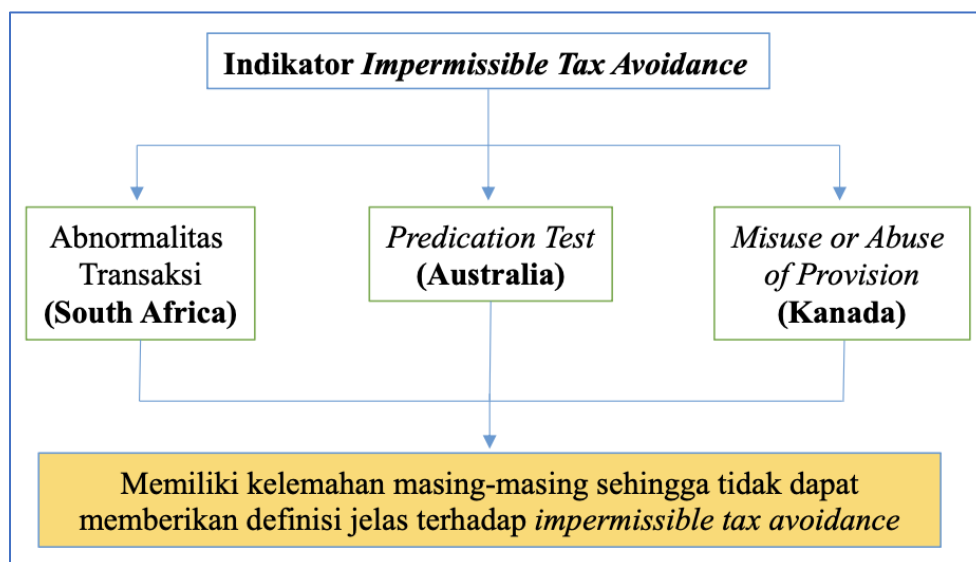 Indikator Impermissible Tax Avoidance
Abnormalitas
Transaksi
(South Africa)
Predication Test
(Australia)
Misuse or Abuse
of Provision
(Kanada)
Memiliki kelemahan masing-masing sehingga tidak dapat
memberikan definisi jelas terhadap impermissible tax avoidance